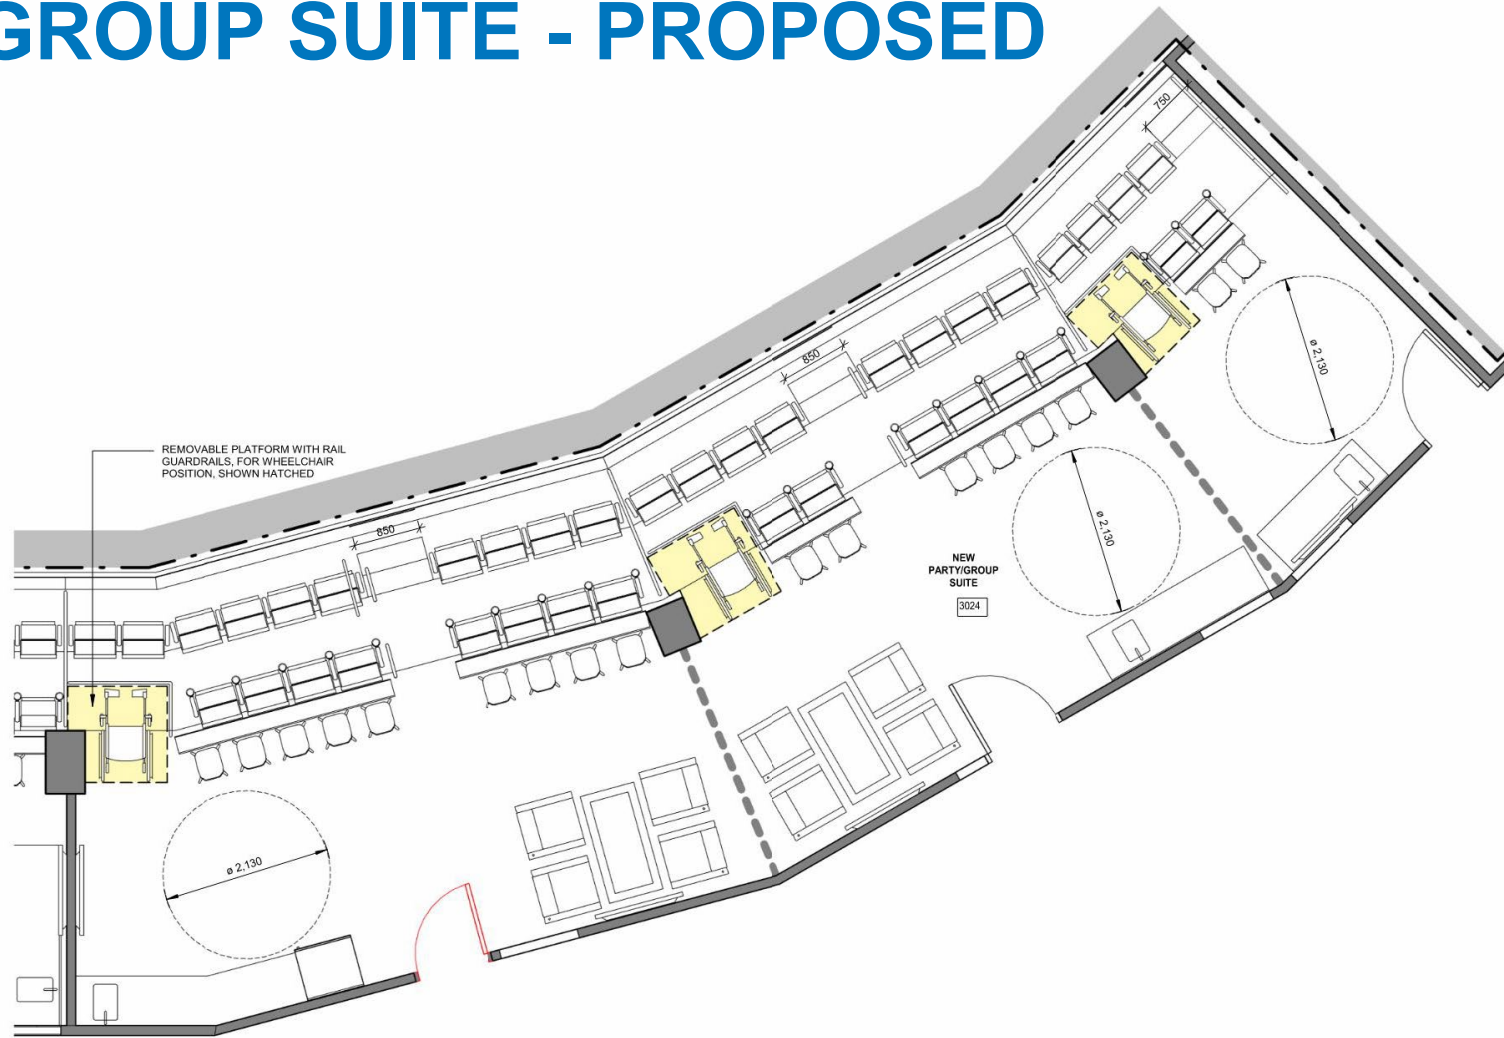 GROUP SUITE - PROPOSED
750
850
ø 2,130
REMOVABLE PLATFORM WITH RAIL
GUARDRAILS, FOR WHEELCHAIR
POSITION, SHOWN HATCHED
850
ø 2,130
NEW
PARTY/GROUP
SUITE
3024
ø 2,130